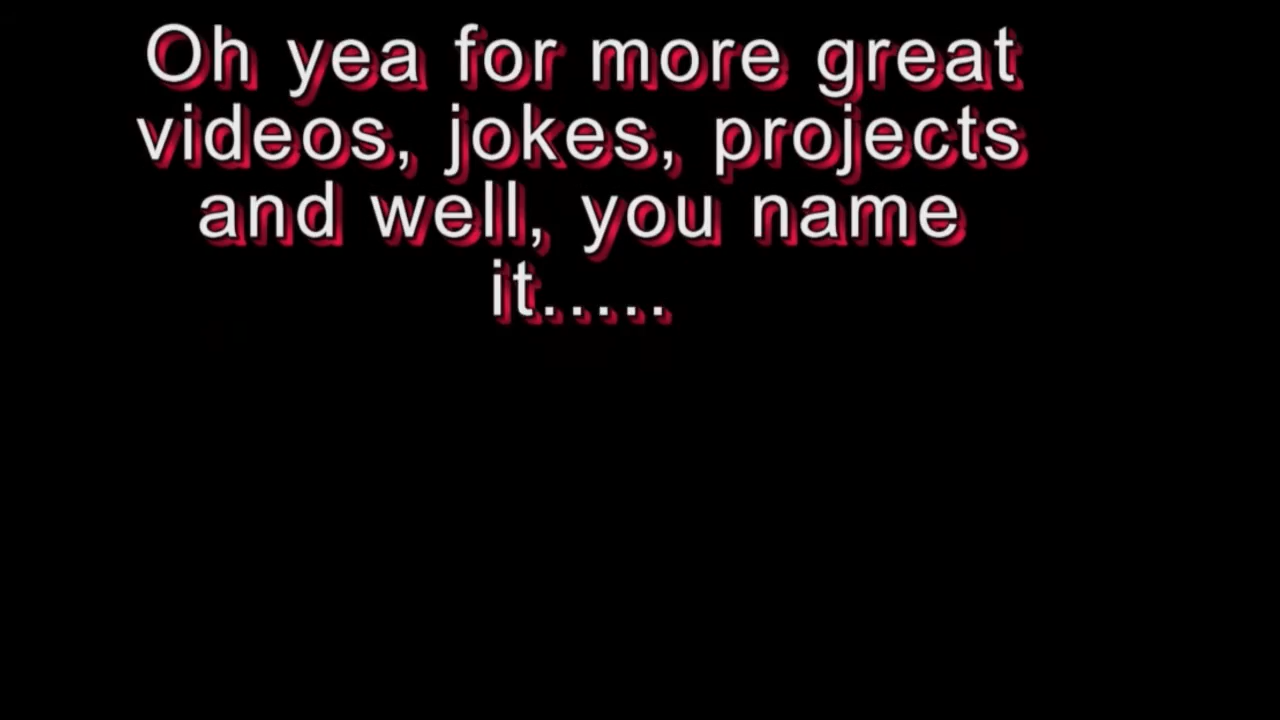 Oh yea for more great
videos, jokes, projects
and well, you name
it.....